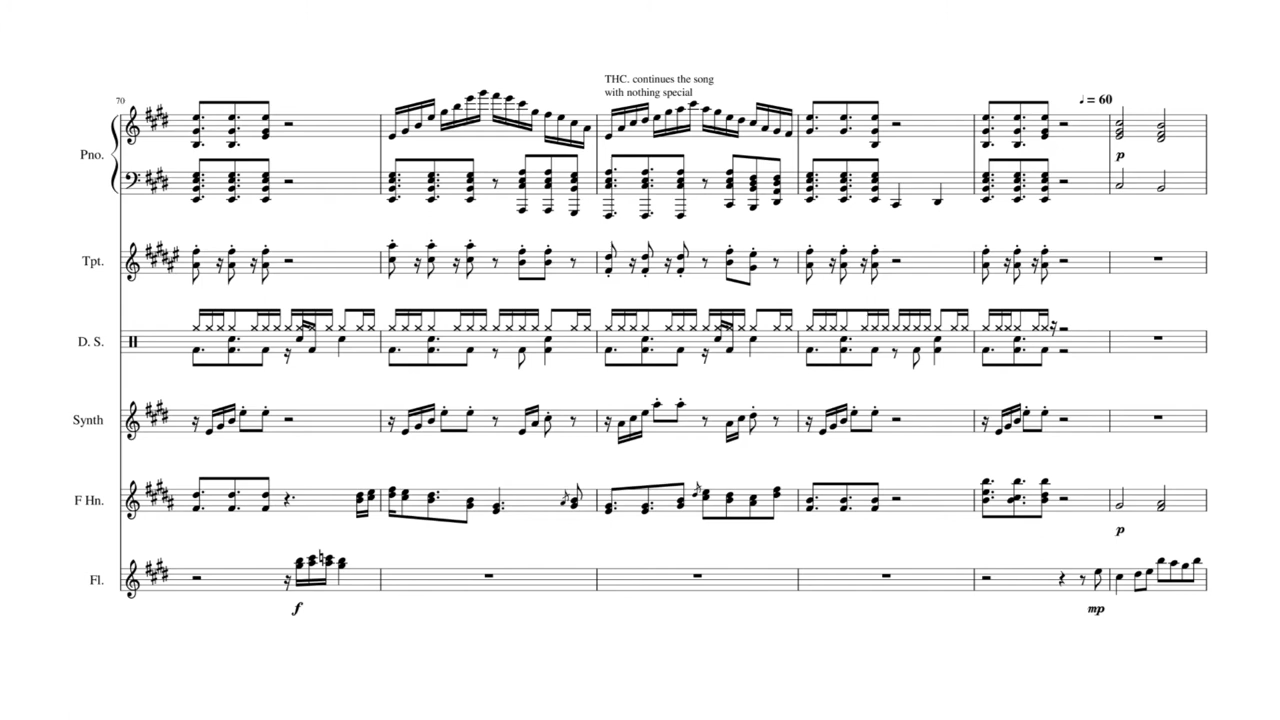 THC. continues the song
with nothing special
70
♩ = 60
Pno.
p
Tpt.
D. S.
Synth
F Hn.
p
Fl.
f
mp